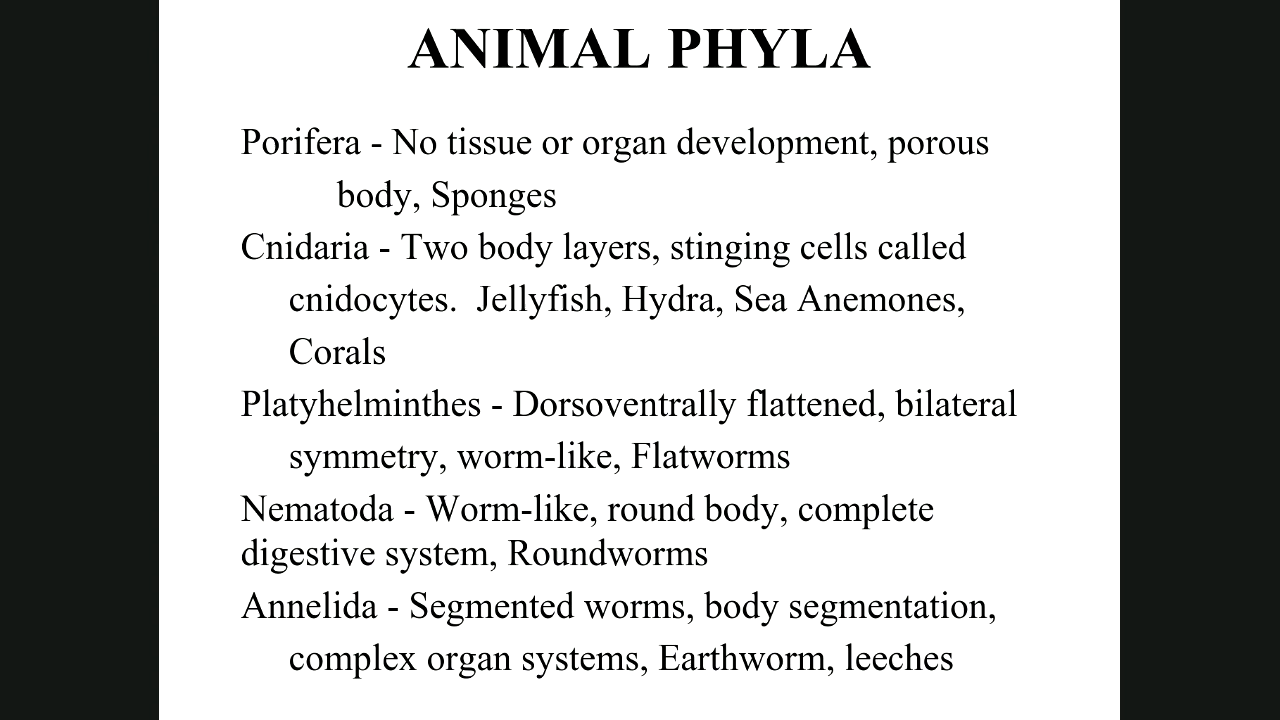 ANIMAL PHYLA
Porifera - No tissue or organ development, porous
body, Sponges
Cnidaria - Two body layers, stinging cells called
cnidocytes.  Jellyfish, Hydra, Sea Anemones,
Corals
Platyhelminthes - Dorsoventrally flattened, bilateral
symmetry, worm-like, Flatworms
Nematoda - Worm-like, round body, complete
digestive system, Roundworms
Annelida - Segmented worms, body segmentation,
complex organ systems, Earthworm, leeches